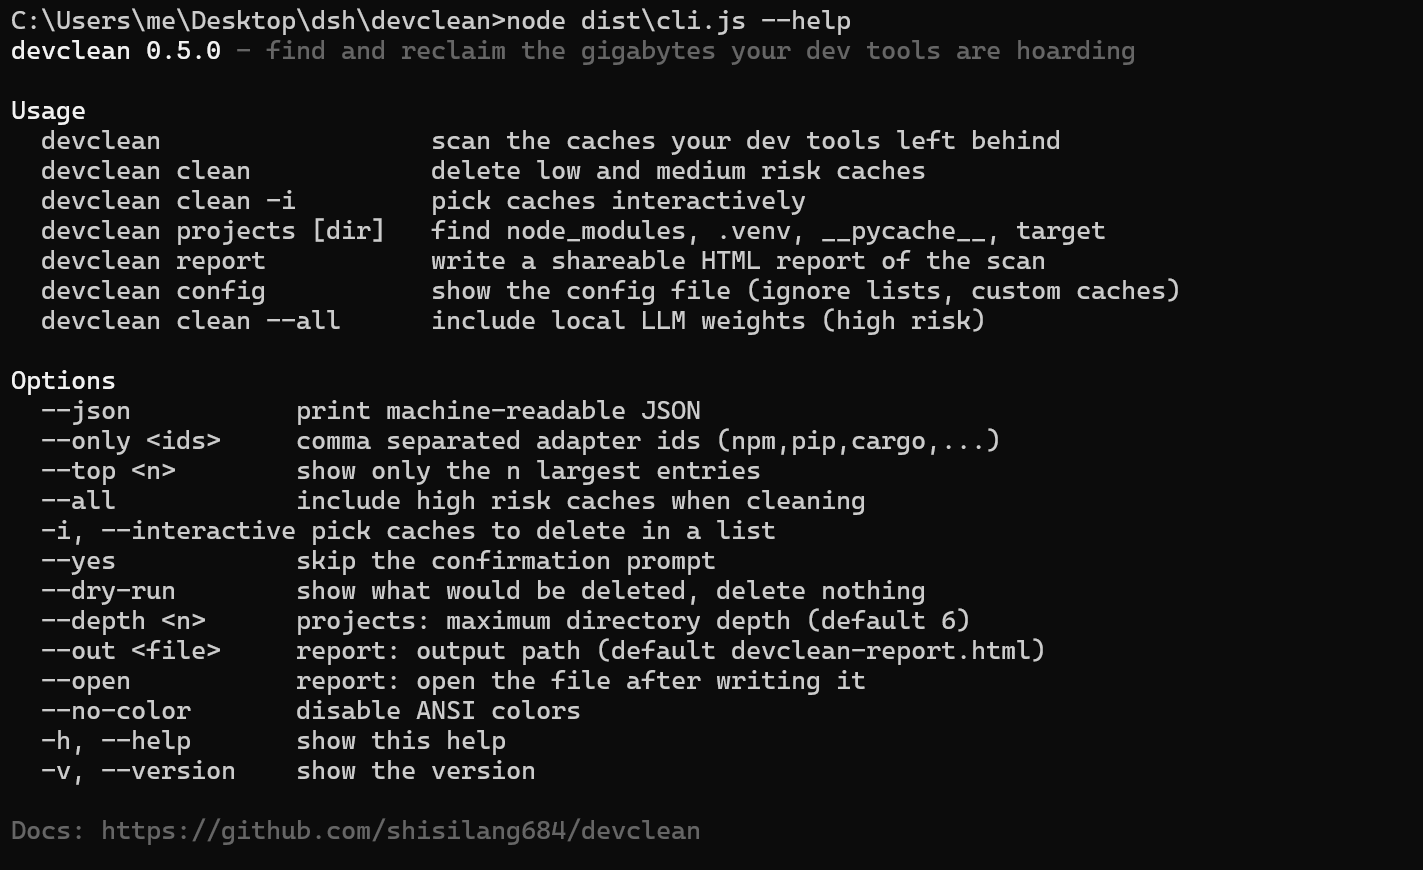 C:\Users\me\Desktop\dsh\devclean>node dist\cli.js --help
devclean 0.5.0 - find and reclaim the gigabytes your dev tools are hoarding
Usage
devclean scan the caches your dev tools left behind
devclean clean delete low and medium risk caches
devclean clean -i pick caches interactively
devclean projects [dir] find node_modules, .venv, __pycache__, target
devclean report write a shareable HTML report of the scan
devclean config show the config file (ignore lists, custom caches)
devclean clean --all include local LLM weights (high risk)
Options
--json print machine-readable JSON
--only <ids> comma separated adapter ids (npm,pip,cargo,...)
--top <n> show only the n largest entries
--all include high risk caches when cleaning
-i, --interactive pick caches to delete in a list
--yes skip the confirmation prompt
--dry-run show what would be deleted, delete nothing
--depth <n> projects: maximum directory depth (default 6)
--out <file> report: output path (default devclean-report.html)
--open report: open the file after writing it
--no-color disable ANSI colors
-h, --help show this help
-v, --version show the version
Docs: https://github.com/shisilang684/devclean